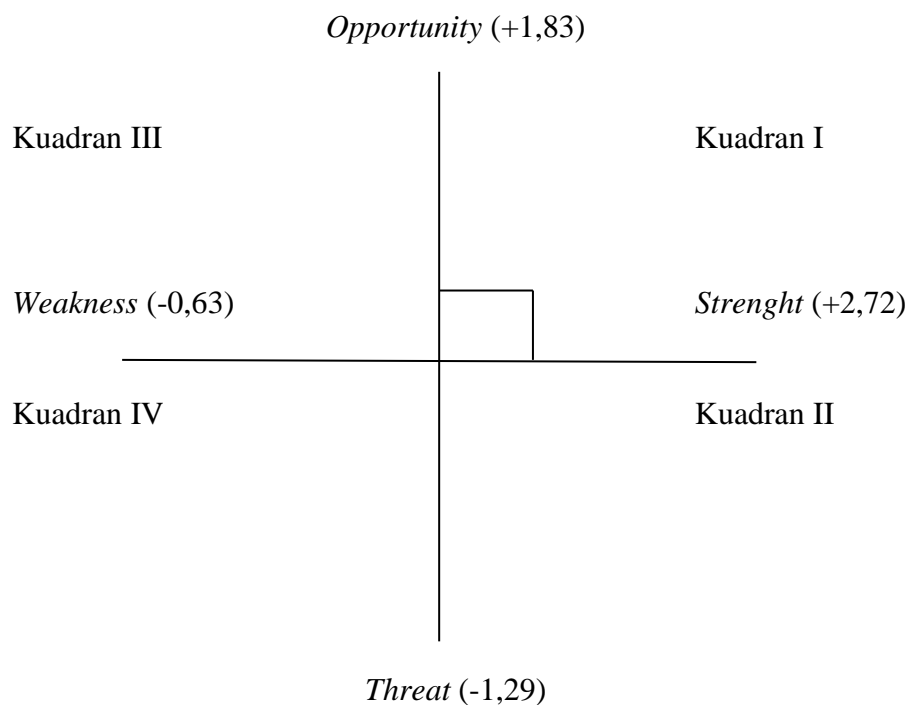 Opportunity (+1,83)
Kuadran III
Kuadran I
Weakness (-0,63)
Strenght (+2,72)
Kuadran IV
Kuadran II
Threat (-1,29)